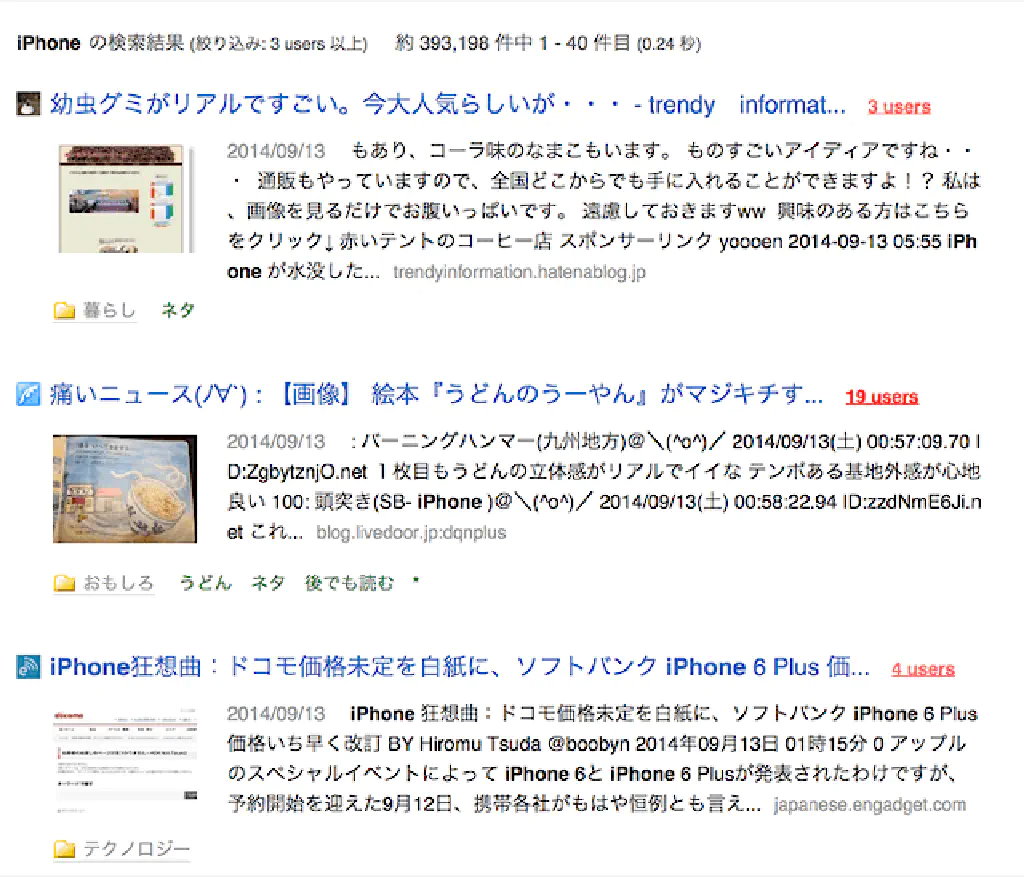 iPhone の検索結果 (絞り込み: 3 users 以上) 約 393,198 件中 1 - 40 件目 (0.24 秒)
幼虫グミがリアルですごい。今大人気らしいが・・・ - trendy informat... 3 users
2014/09/13 もあり、コーラ味のなまこもいます。 ものすごいアイディアですね・・
・ 通販もやっていますので、全国どこからでも手に入れることができますよ！？ 私は
、画像を見るだけでお腹いっぱいです。 遠慮しておきますww 興味のある方はこちら
をクリック↓ 赤いテントのコーヒー店 スポンサーリンク yoooen 2014-09-13 05:55 iPh
one が水没した... trendyinformation.hatenablog.jp
暮らし ネタ
痛いニュース(ﾉ∀`) : 【画像】 絵本『うどんのうーやん』がマジキチす... 19 users
2014/09/13 : バーニングハンマー(九州地方)@＼(^o^)／ 2014/09/13(土) 00:57:09.70 I
D:ZgbytznjO.net １枚目もうどんの立体感がリアルでイイな テンポある基地外感が心地
良い 100: 頭突き(SB- iPhone )@＼(^o^)／ 2014/09/13(土) 00:58:22.94 ID:zzdNmE6Ji.n
et これ... blog.livedoor.jp:dqnplus
おもしろ うどん ネタ 後でも読む *
iPhone狂想曲：ドコモ価格未定を白紙に、ソフトバンク iPhone 6 Plus 価... 4 users
docomo
2014/09/13 iPhone 狂想曲：ドコモ価格未定を白紙に、ソフトバンク iPhone 6 Plus
価格いち早く改訂 BY Hiromu Tsuda @boobyn 2014年09月13日 01時15分 0 アップル
のスペシャルイベントによって iPhone 6と iPhone 6 Plusが発表されたわけですが、
予約開始を迎えた9月12日、携帯各社がもはや恒例とも言え... japanese.engadget.com
テクノロジー